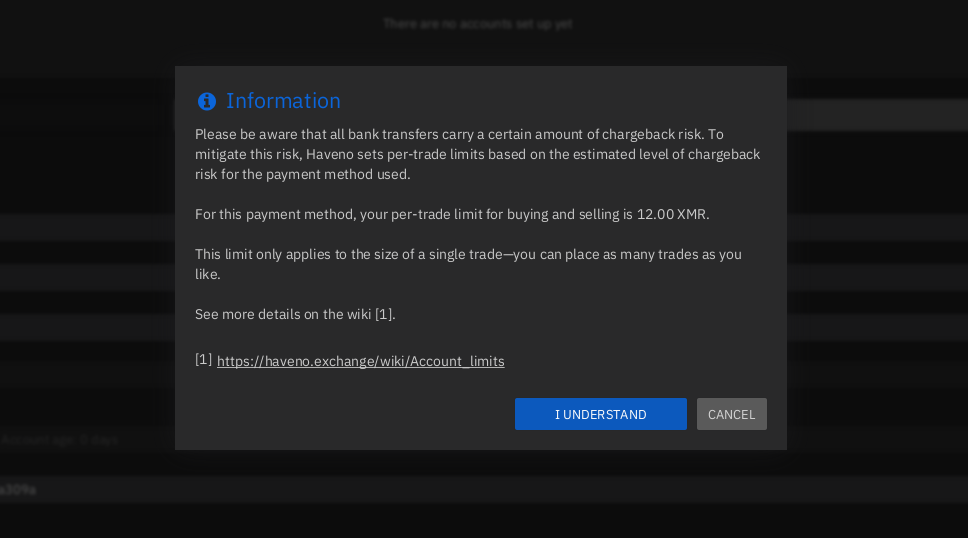 There are no accounts set up yet
Information
Please be aware that all bank transfers carry a certain amount of chargeback risk. To
mitigate this risk, Haveno sets per-trade limits based on the estimated level of chargeback
risk for the payment method used.
For this payment method, your per-trade limit for buying and selling is 12.00 XMR.
This limit only applies to the size of a single trade—you can place as many trades as you
like.
See more details on the wiki [1].
[1] https://haveno.exchange/wiki/Account_limits
I UNDERSTAND CANCEL
Account age: 0 days
a309a